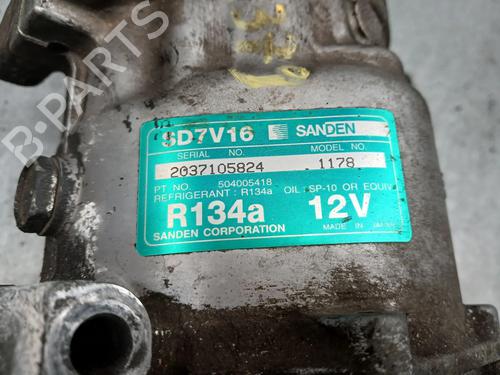 SD7V16 SANDEN
SERIAL NO. MODEL NO.
2037105824 1178
PT NO. 504005418
REFRIGERANT : R134a OIL : SP-10 OR EQUIV.
R134a 12V
SANDEN CORPORATION MADE IN JAPAN
B-Parts